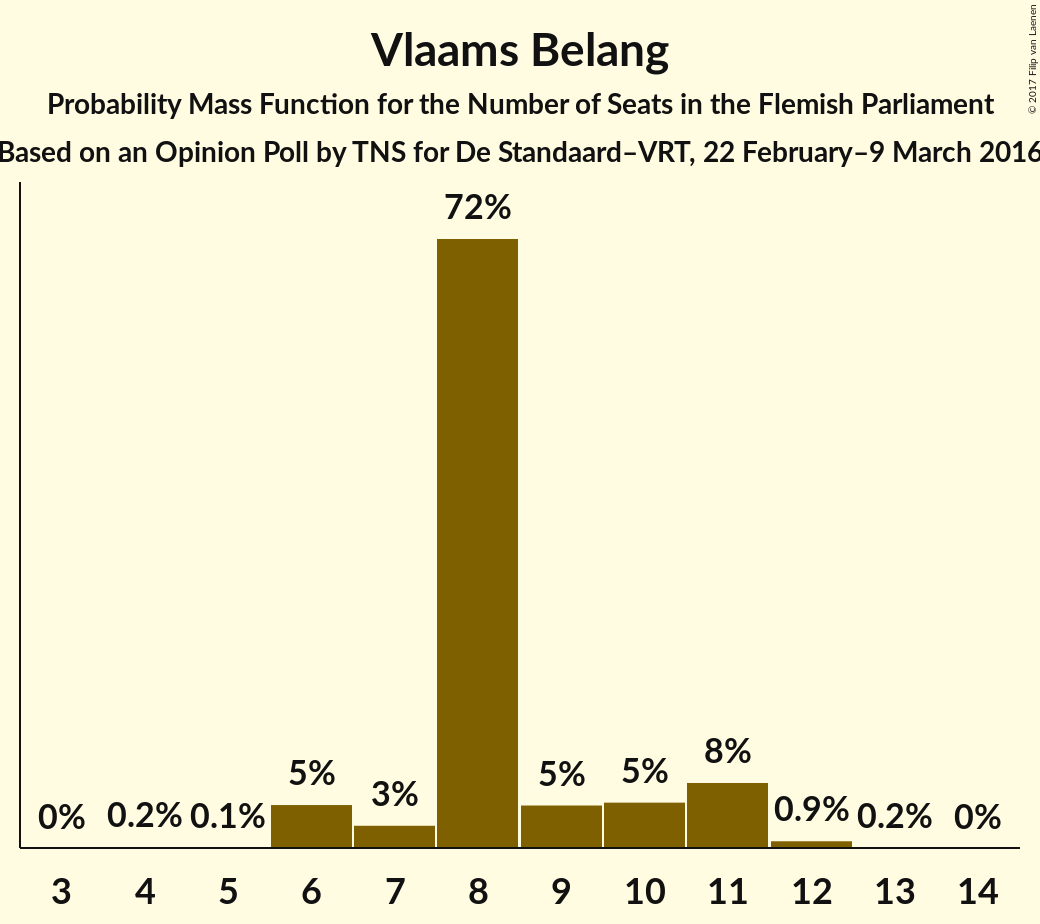 Vlaams Belang
Probability Mass Function for the Number of Seats in the Flemish Parliament
Based on an Opinion Poll by TNS for De Standaard–VRT, 22 February–9 March 2016
© 2017 Filip van Laenen
72%
8%
5%
5%
5%
3%
0.9%
0%
0.2%
0.1%
0.2%
0%
3 4 5 6 7 8 9 10 11 12 13 14